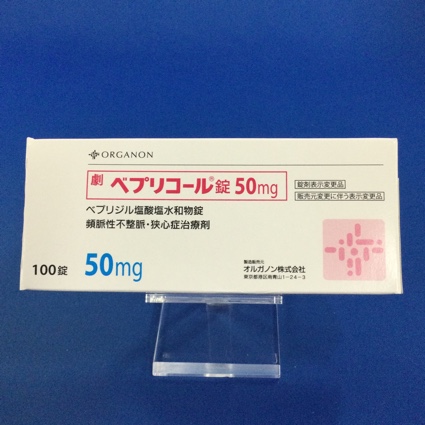 ORGANON
劇 ベプリコール®錠 50mg
錠剤表示変更品
販売元変更に伴う表示変更品
ベプリジル塩酸塩水和物錠
頻脈性不整脈・狭心症治療剤
100錠 50mg
製造販売元
オルガノン株式会社
東京都港区南青山1-24-3